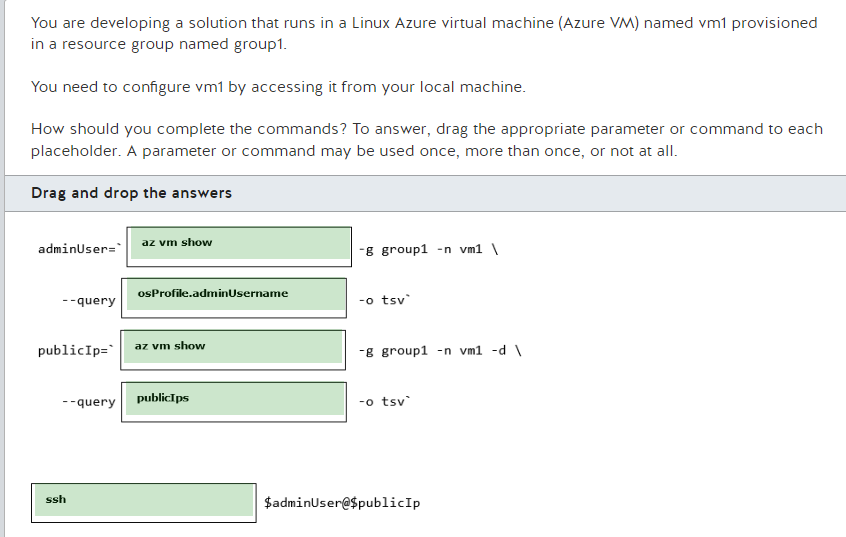 You are developing a solution that runs in a Linux Azure virtual machine (Azure VM) named vm1 provisioned
in a resource group named group1.
You need to configure vm1 by accessing it from your local machine.
How should you complete the commands? To answer, drag the appropriate parameter or command to each
placeholder. A parameter or command may be used once, more than once, or not at all.
Drag and drop the answers
adminUser=` az vm show -g group1 -n vm1 \
--query osProfile.adminUsername -o tsv`
publicIp=` az vm show -g group1 -n vm1 -d \
--query publicIps -o tsv`
ssh $adminUser@$publicIp